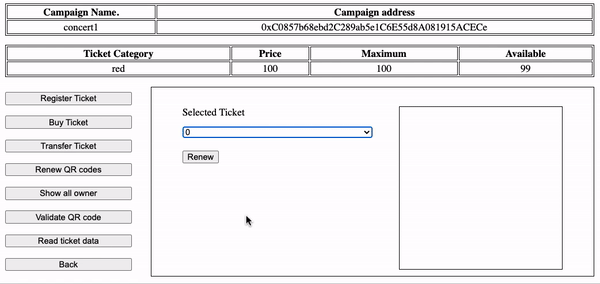 Campaign Name. Campaign address
concert1 0xC0857b68ebd2C289ab5e1C6E55d8A081915ACECe
Ticket Category Price Maximum Available
red 100 100 99
Register Ticket
Buy Ticket
Transfer Ticket
Renew QR codes
Show all owner
Validate QR code
Read ticket data
Back
Selected Ticket
0
Renew